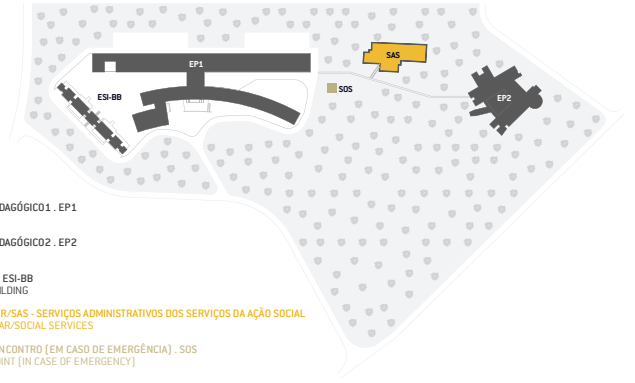 EP1
SAS
ESI-BB
SOS
EP2
DAGÓGICO1 . EP1
DAGÓGICO2 . EP2
ESI-BB
ILDING
R/SAS - SERVIÇOS ADMINISTRATIVOS DOS SERVIÇOS DA AÇÃO SOCIAL
AR/SOCIAL SERVICES
NCONTRO (EM CASO DE EMERGÊNCIA) . SOS
OINT (IN CASE OF EMERGENCY)